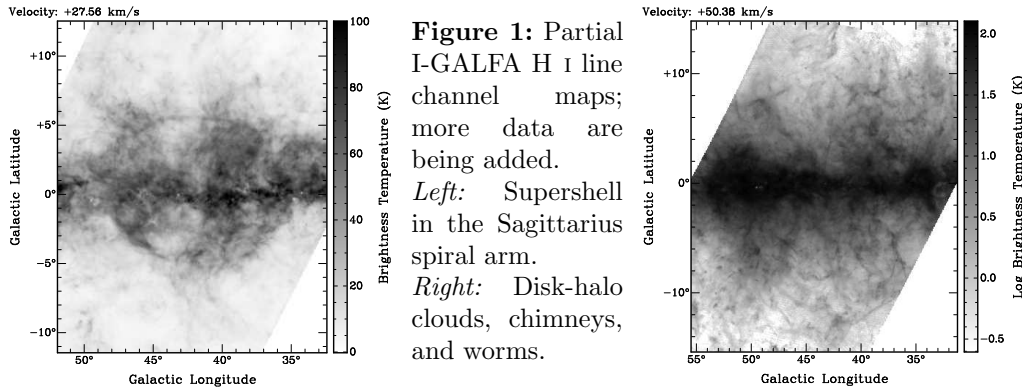 Velocity: +27.56 km/s
+10°
+5°
0°
-5°
-10°
Galactic Latitude
50°
45°
40°
35°
Galactic Longitude
100
80
60
40
20
0
Brightness Temperature (K)
Figure 1: Partial
I-GALFA H I line
channel maps;
more data are
being added.
Left: Supershell
in the Sagittarius
spiral arm.
Right: Disk-halo
clouds, chimneys,
and worms.
Velocity: +50.38 km/s
+10°
0°
-10°
Galactic Latitude
55°
50°
45°
40°
35°
Galactic Longitude
2.0
1.0
0.5
0.0
-0.5
Log Brightness Temperature (K)